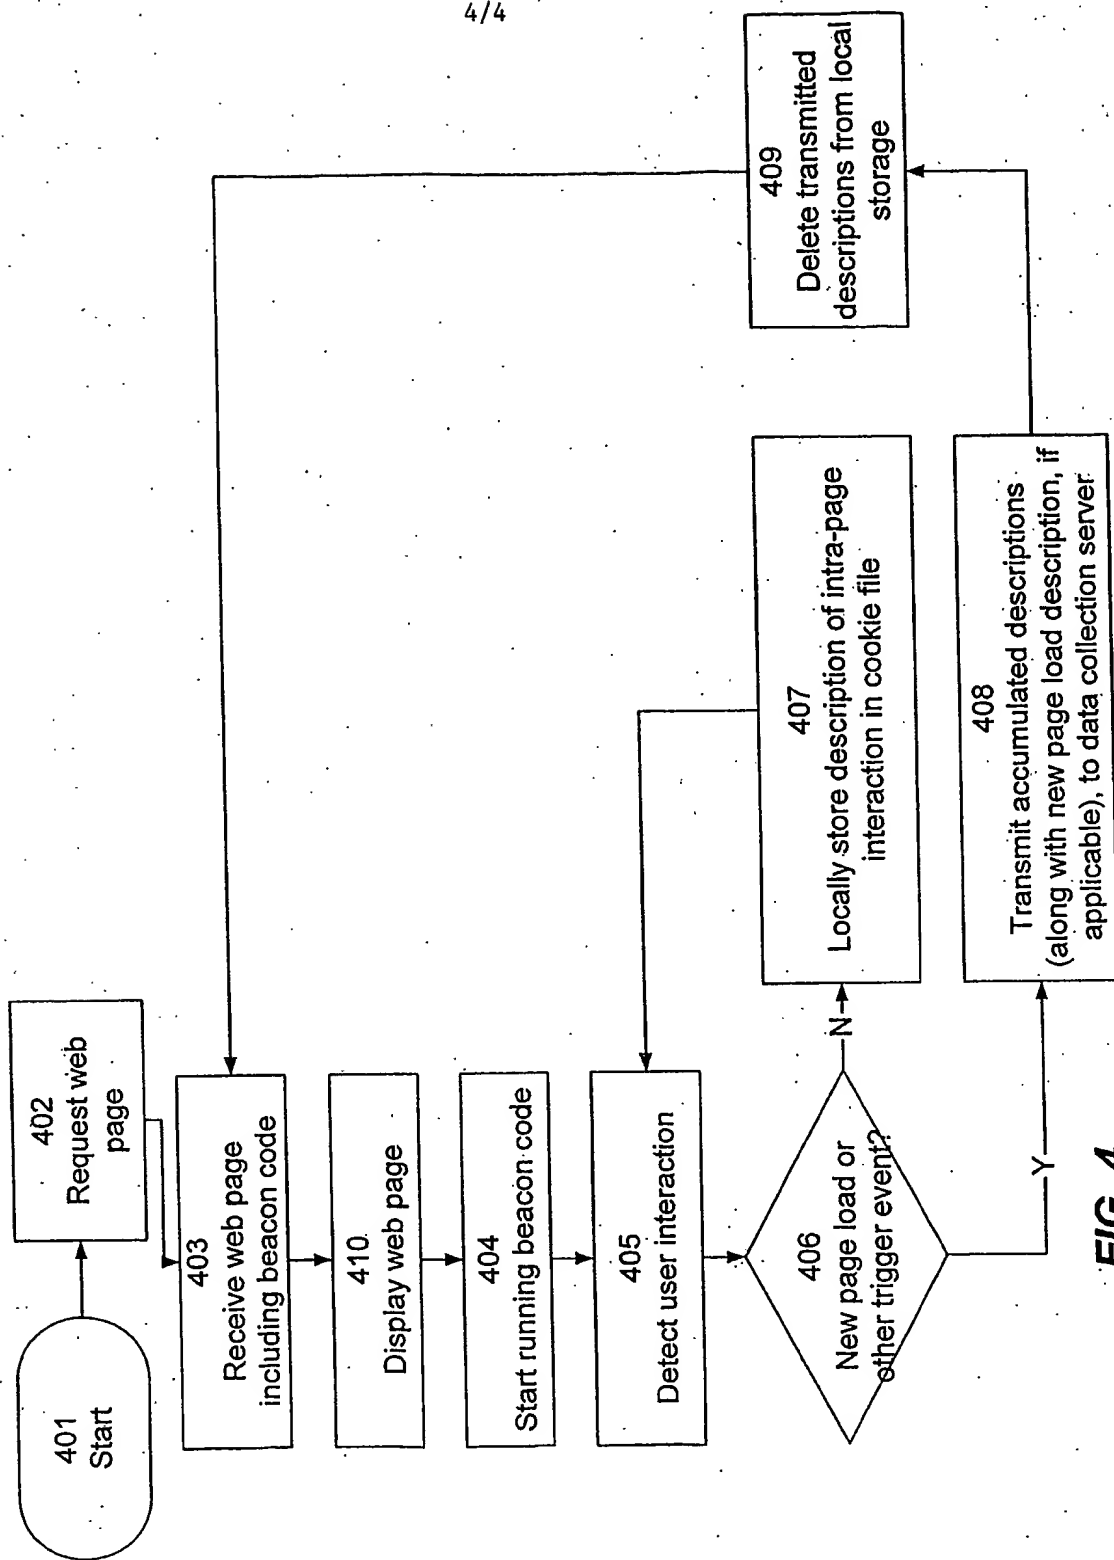 4/4
401
Start
402
Request web
page
403
Receive web page
including beacon code
410
Display web page
404
Start running beacon code
405
Detect user interaction
406
New page load or
other trigger event?
N
Y
407
Locally store description of intra-page
interaction in cookie file
408
Transmit accumulated descriptions
(along with new page load description, if
applicable), to data collection server
409
Delete transmitted
descriptions from local
storage
FIG. 4